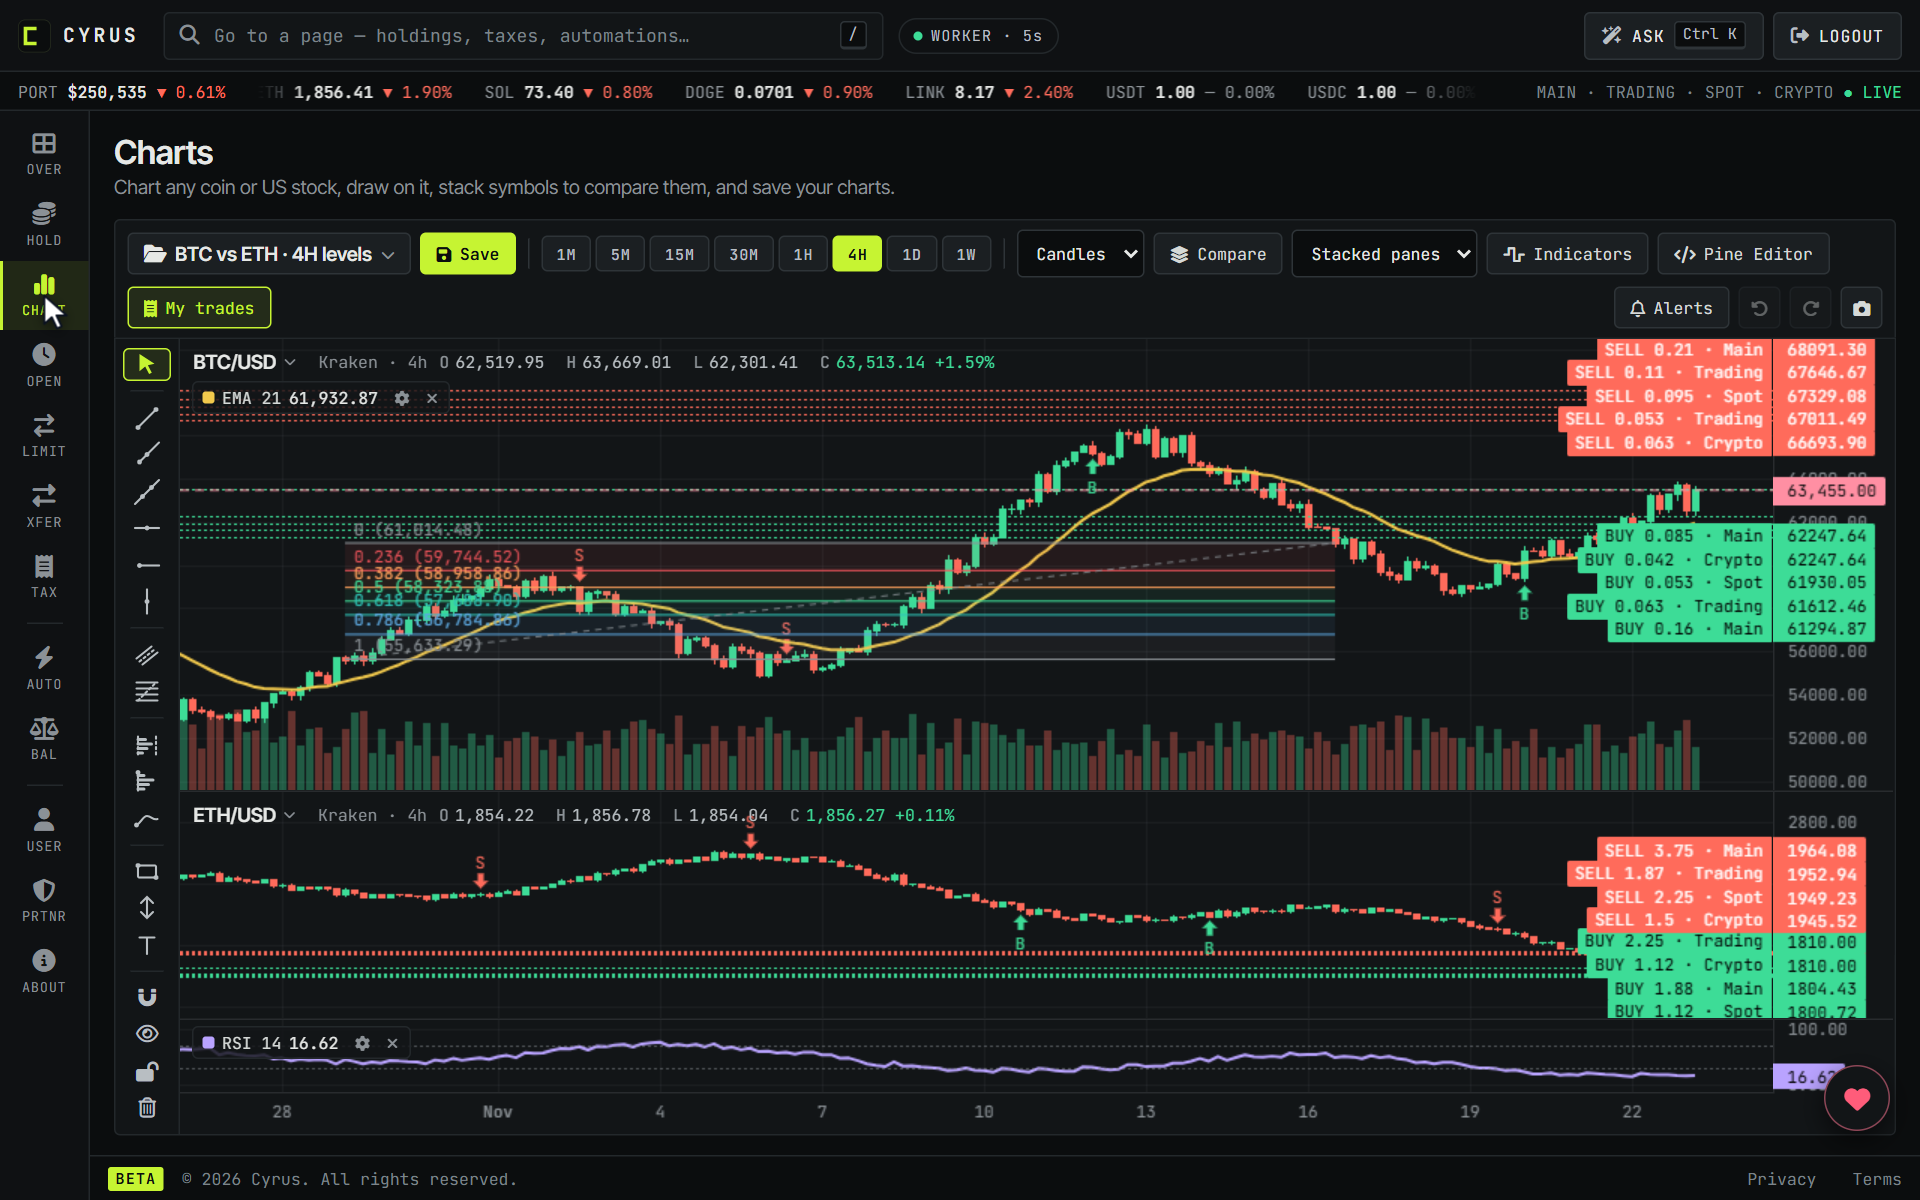 CYRUS
Go to a page — holdings, taxes, automations…
/
WORKER · 5s
ASK Ctrl K
LOGOUT
PORT $250,535 ▼ 0.61%
1,856.41 ▼ 1.90%
SOL 73.40 ▼ 0.80%
DOGE 0.0701 ▼ 0.90%
LINK 8.17 ▼ 2.40%
USDT 1.00 — 0.00%
USDC 1.00 — 0.00%
MAIN · TRADING · SPOT · CRYPTO ● LIVE
OVER
HOLD
OPEN
LIMIT
XFER
TAX
AUTO
BAL
USER
PRTNR
ABOUT
Charts
Chart any coin or US stock, draw on it, stack symbols to compare them, and save your charts.
BTC vs ETH · 4H levels
Save
1M 5M 15M 30M 1H 4H 1D 1W
Candles
Compare
Stacked panes
Indicators
Pine Editor
My trades
Alerts
BTC/USD Kraken · 4h O 62,519.95 H 63,669.01 L 62,301.41 C 63,513.14 +1.59%
EMA 21 61,932.87
SELL 0.21 · Main 68091.30
SELL 0.11 · Trading 67646.67
SELL 0.095 · Spot 67329.08
SELL 0.053 · Trading 67011.49
SELL 0.063 · Crypto 66693.90
63,455.00
BUY 0.085 · Main 62247.64
BUY 0.042 · Crypto 62247.64
BUY 0.053 · Spot 61930.05
BUY 0.063 · Trading 61612.46
BUY 0.16 · Main 61294.87
56000.00
54000.00
52000.00
50000.00
0 (61,014.48)
0.236 (59,744.52)
0.382 (58,958.86)
S
S
B
B
ETH/USD Kraken · 4h O 1,854.22 H 1,856.78 L 1,854.04 C 1,856.27 +0.11%
2800.00
SELL 3.75 · Main 1964.08
SELL 1.87 · Trading 1952.94
SELL 2.25 · Spot 1949.23
SELL 1.5 · Crypto 1945.52
BUY 2.25 · Trading 1810.00
BUY 1.12 · Crypto 1810.00
BUY 1.88 · Main 1804.43
BUY 1.12 · Spot 1800.72
S
S
S
B
B
T
RSI 14 16.62
100.00
28 Nov 4 7 10 13 16 19 22
BETA © 2026 Cyrus. All rights reserved.
Privacy Terms